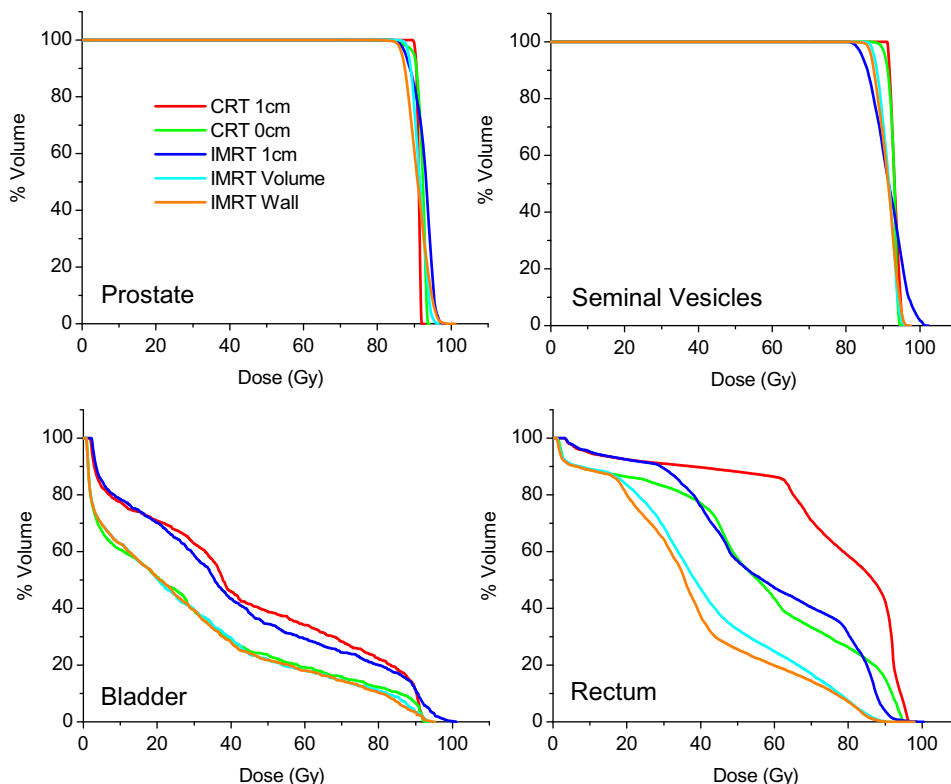 100
80
60
40
20
0
% Volume
CRT 1cm
CRT 0cm
IMRT 1cm
IMRT Volume
IMRT Wall
Prostate
0 20 40 60 80 100
Dose (Gy)
100
80
60
40
20
0
% Volume
Seminal Vesicles
0 20 40 60 80 100
Dose (Gy)
100
80
60
40
20
0
% Volume
Bladder
0 20 40 60 80 100
Dose (Gy)
100
80
60
40
20
0
% Volume
Rectum
0 20 40 60 80 100
Dose (Gy)